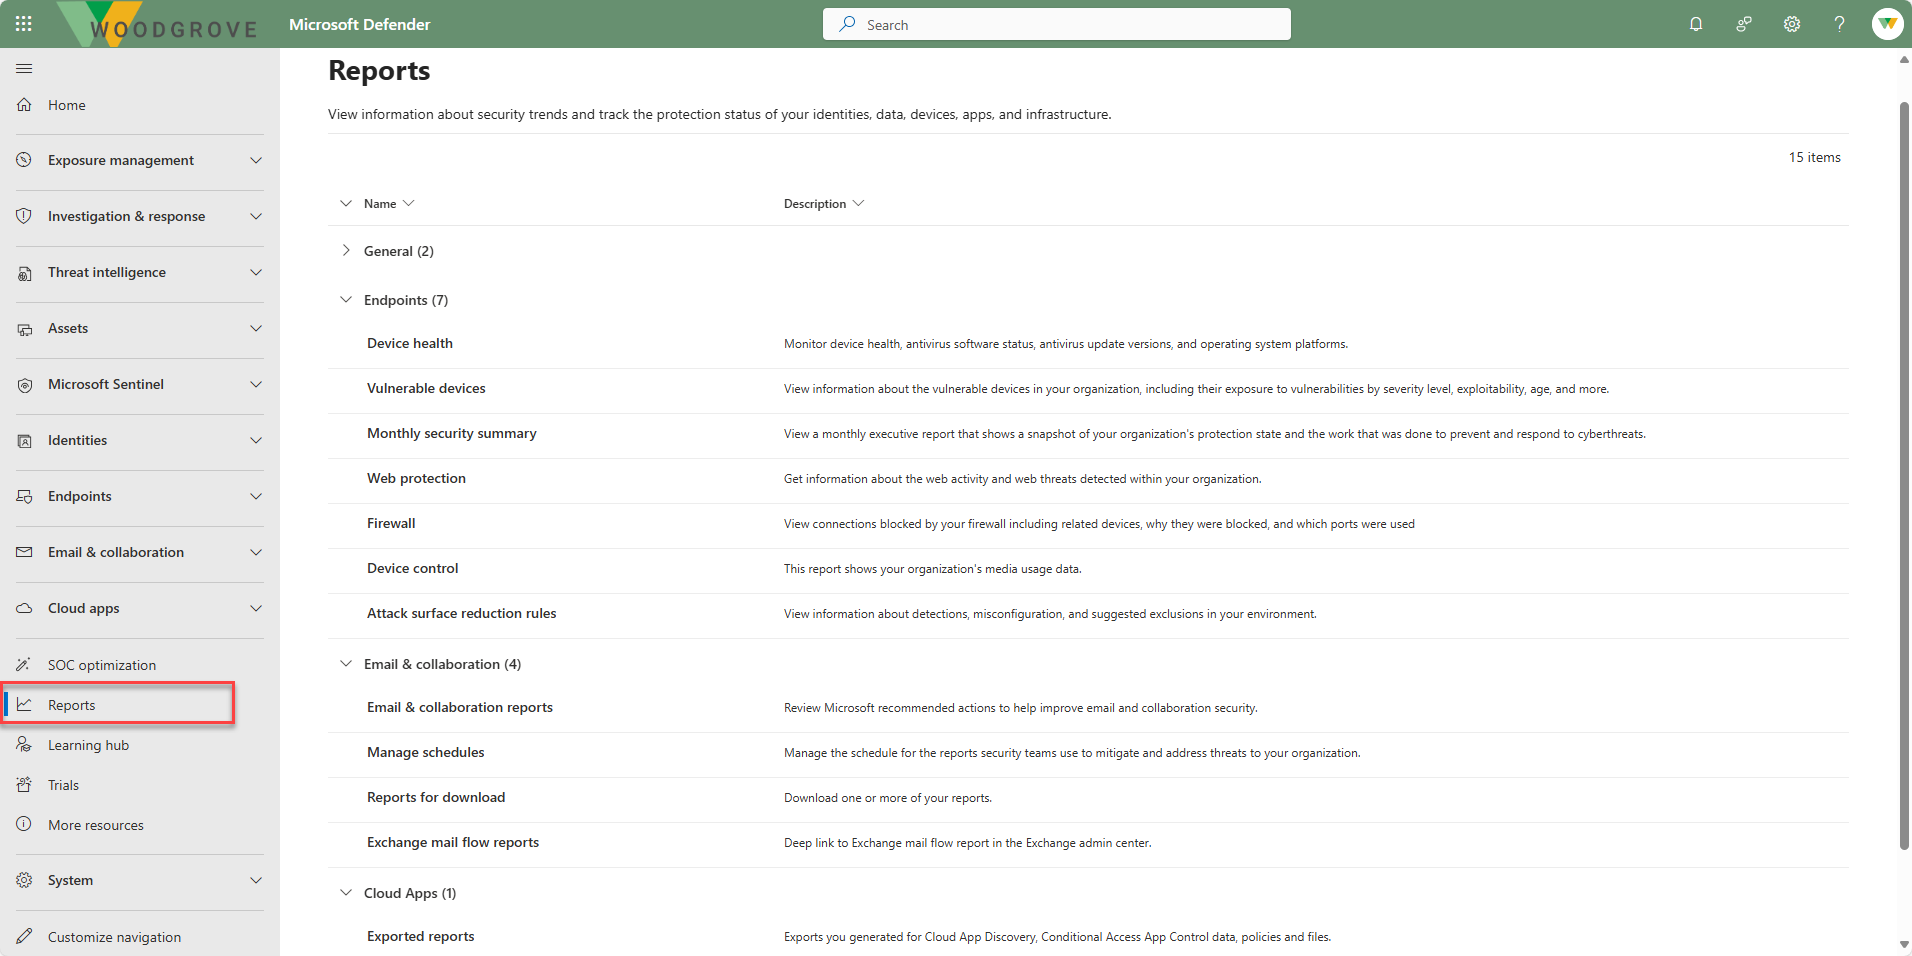 WOODGROVE
Microsoft Defender
Search
Home
Exposure management
Investigation & response
Threat intelligence
Assets
Microsoft Sentinel
Identities
Endpoints
Email & collaboration
Cloud apps
SOC optimization
Reports
Learning hub
Trials
More resources
System
Customize navigation
Reports
View information about security trends and track the protection status of your identities, data, devices, apps, and infrastructure.
15 items
Name Description
General (2)
Endpoints (7)
Device health Monitor device health, antivirus software status, antivirus update versions, and operating system platforms.
Vulnerable devices View information about the vulnerable devices in your organization, including their exposure to vulnerabilities by severity level, exploitability, age, and more.
Monthly security summary View a monthly executive report that shows a snapshot of your organization's protection state and the work that was done to prevent and respond to cyberthreats.
Web protection Get information about the web activity and web threats detected within your organization.
Firewall View connections blocked by your firewall including related devices, why they were blocked, and which ports were used
Device control This report shows your organization's media usage data.
Attack surface reduction rules View information about detections, misconfiguration, and suggested exclusions in your environment.
Email & collaboration (4)
Email & collaboration reports Review Microsoft recommended actions to help improve email and collaboration security.
Manage schedules Manage the schedule for the reports security teams use to mitigate and address threats to your organization.
Reports for download Download one or more of your reports.
Exchange mail flow reports Deep link to Exchange mail flow report in the Exchange admin center.
Cloud Apps (1)
Exported reports Exports you generated for Cloud App Discovery, Conditional Access App Control data, policies and files.